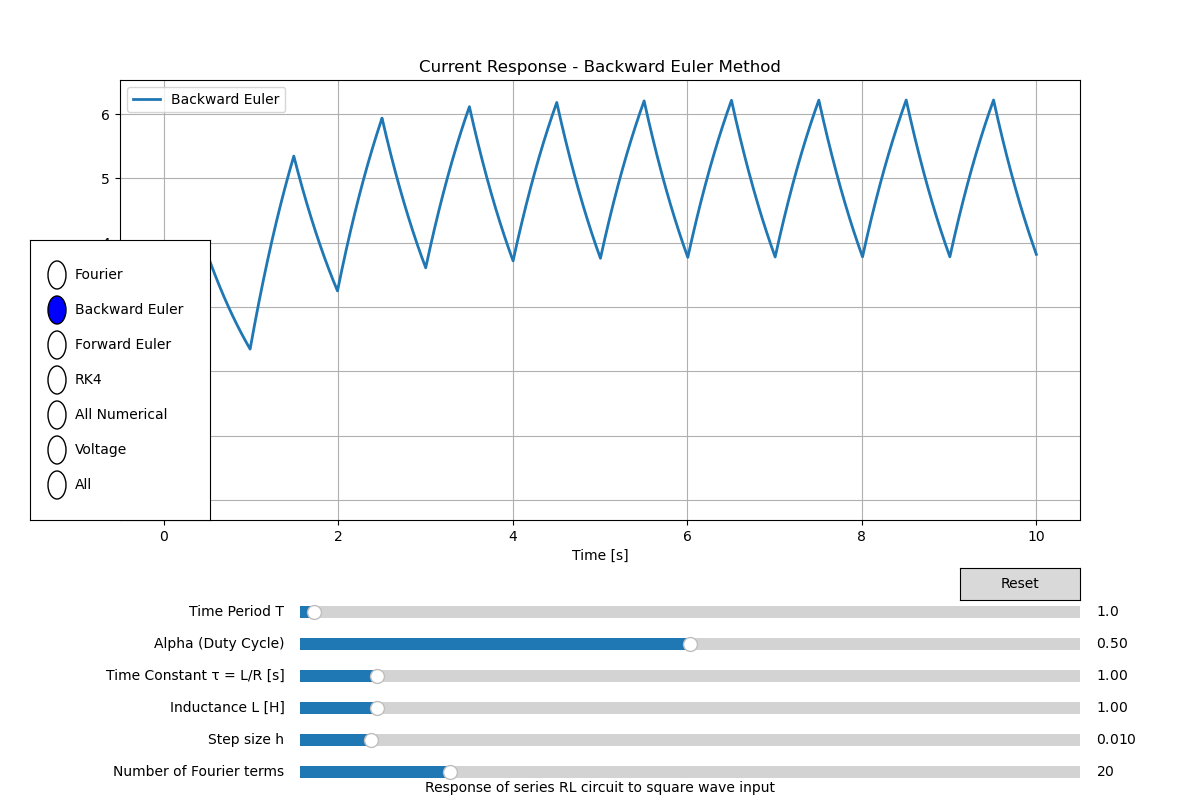 Current Response - Backward Euler Method
Backward Euler
6
5
Fourier
Backward Euler
Forward Euler
RK4
All Numerical
Voltage
All
0 2 4 6 8 10
Time [s]
Reset
Time Period T 1.0
Alpha (Duty Cycle) 0.50
Time Constant τ = L/R [s] 1.00
Inductance L [H] 1.00
Step size h 0.010
Number of Fourier terms 20
Response of series RL circuit to square wave input